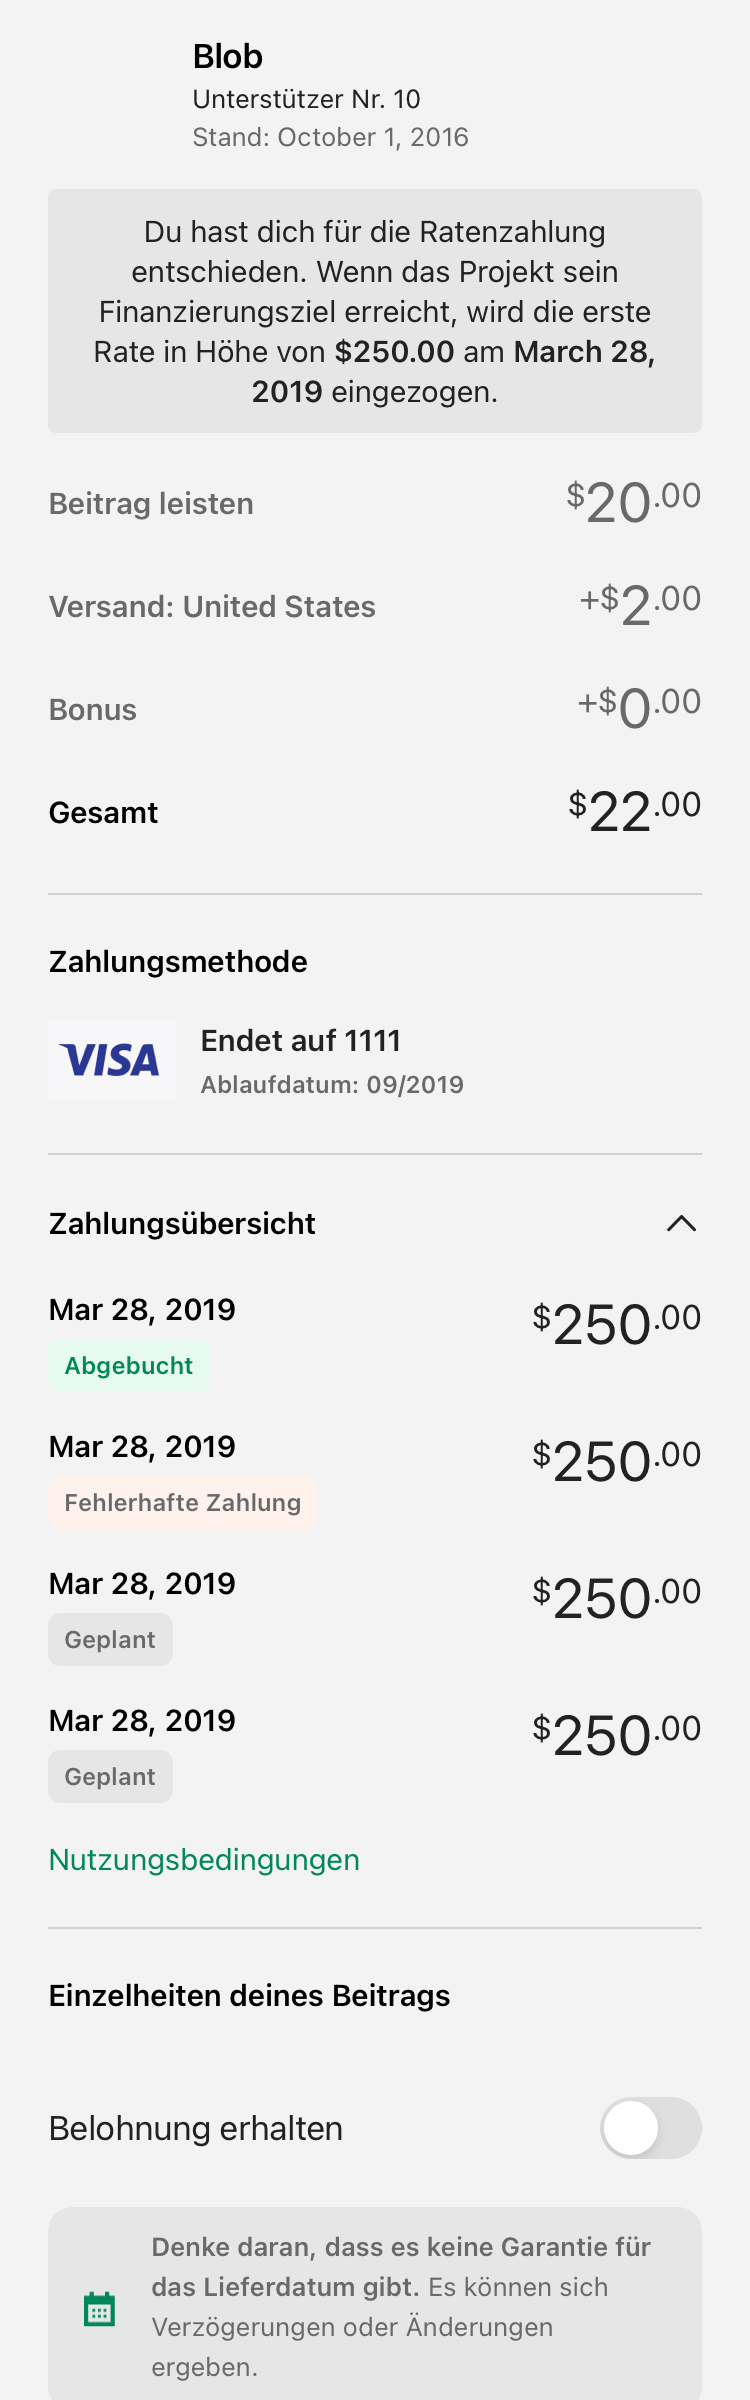 Blob
Unterstützer Nr. 10
Stand: October 1, 2016
Du hast dich für die Ratenzahlung
entschieden. Wenn das Projekt sein
Finanzierungsziel erreicht, wird die erste
Rate in Höhe von $250.00 am March 28,
2019 eingezogen.
Beitrag leisten $20.00
Versand: United States +$2.00
Bonus +$0.00
Gesamt $22.00
Zahlungsmethode
VISA
Endet auf 1111
Ablaufdatum: 09/2019
Zahlungsübersicht
Mar 28, 2019 $250.00
Abgebucht
Mar 28, 2019 $250.00
Fehlerhafte Zahlung
Mar 28, 2019 $250.00
Geplant
Mar 28, 2019 $250.00
Geplant
Nutzungsbedingungen
Einzelheiten deines Beitrags
Belohnung erhalten
Denke daran, dass es keine Garantie für
das Lieferdatum gibt. Es können sich
Verzögerungen oder Änderungen
ergeben.